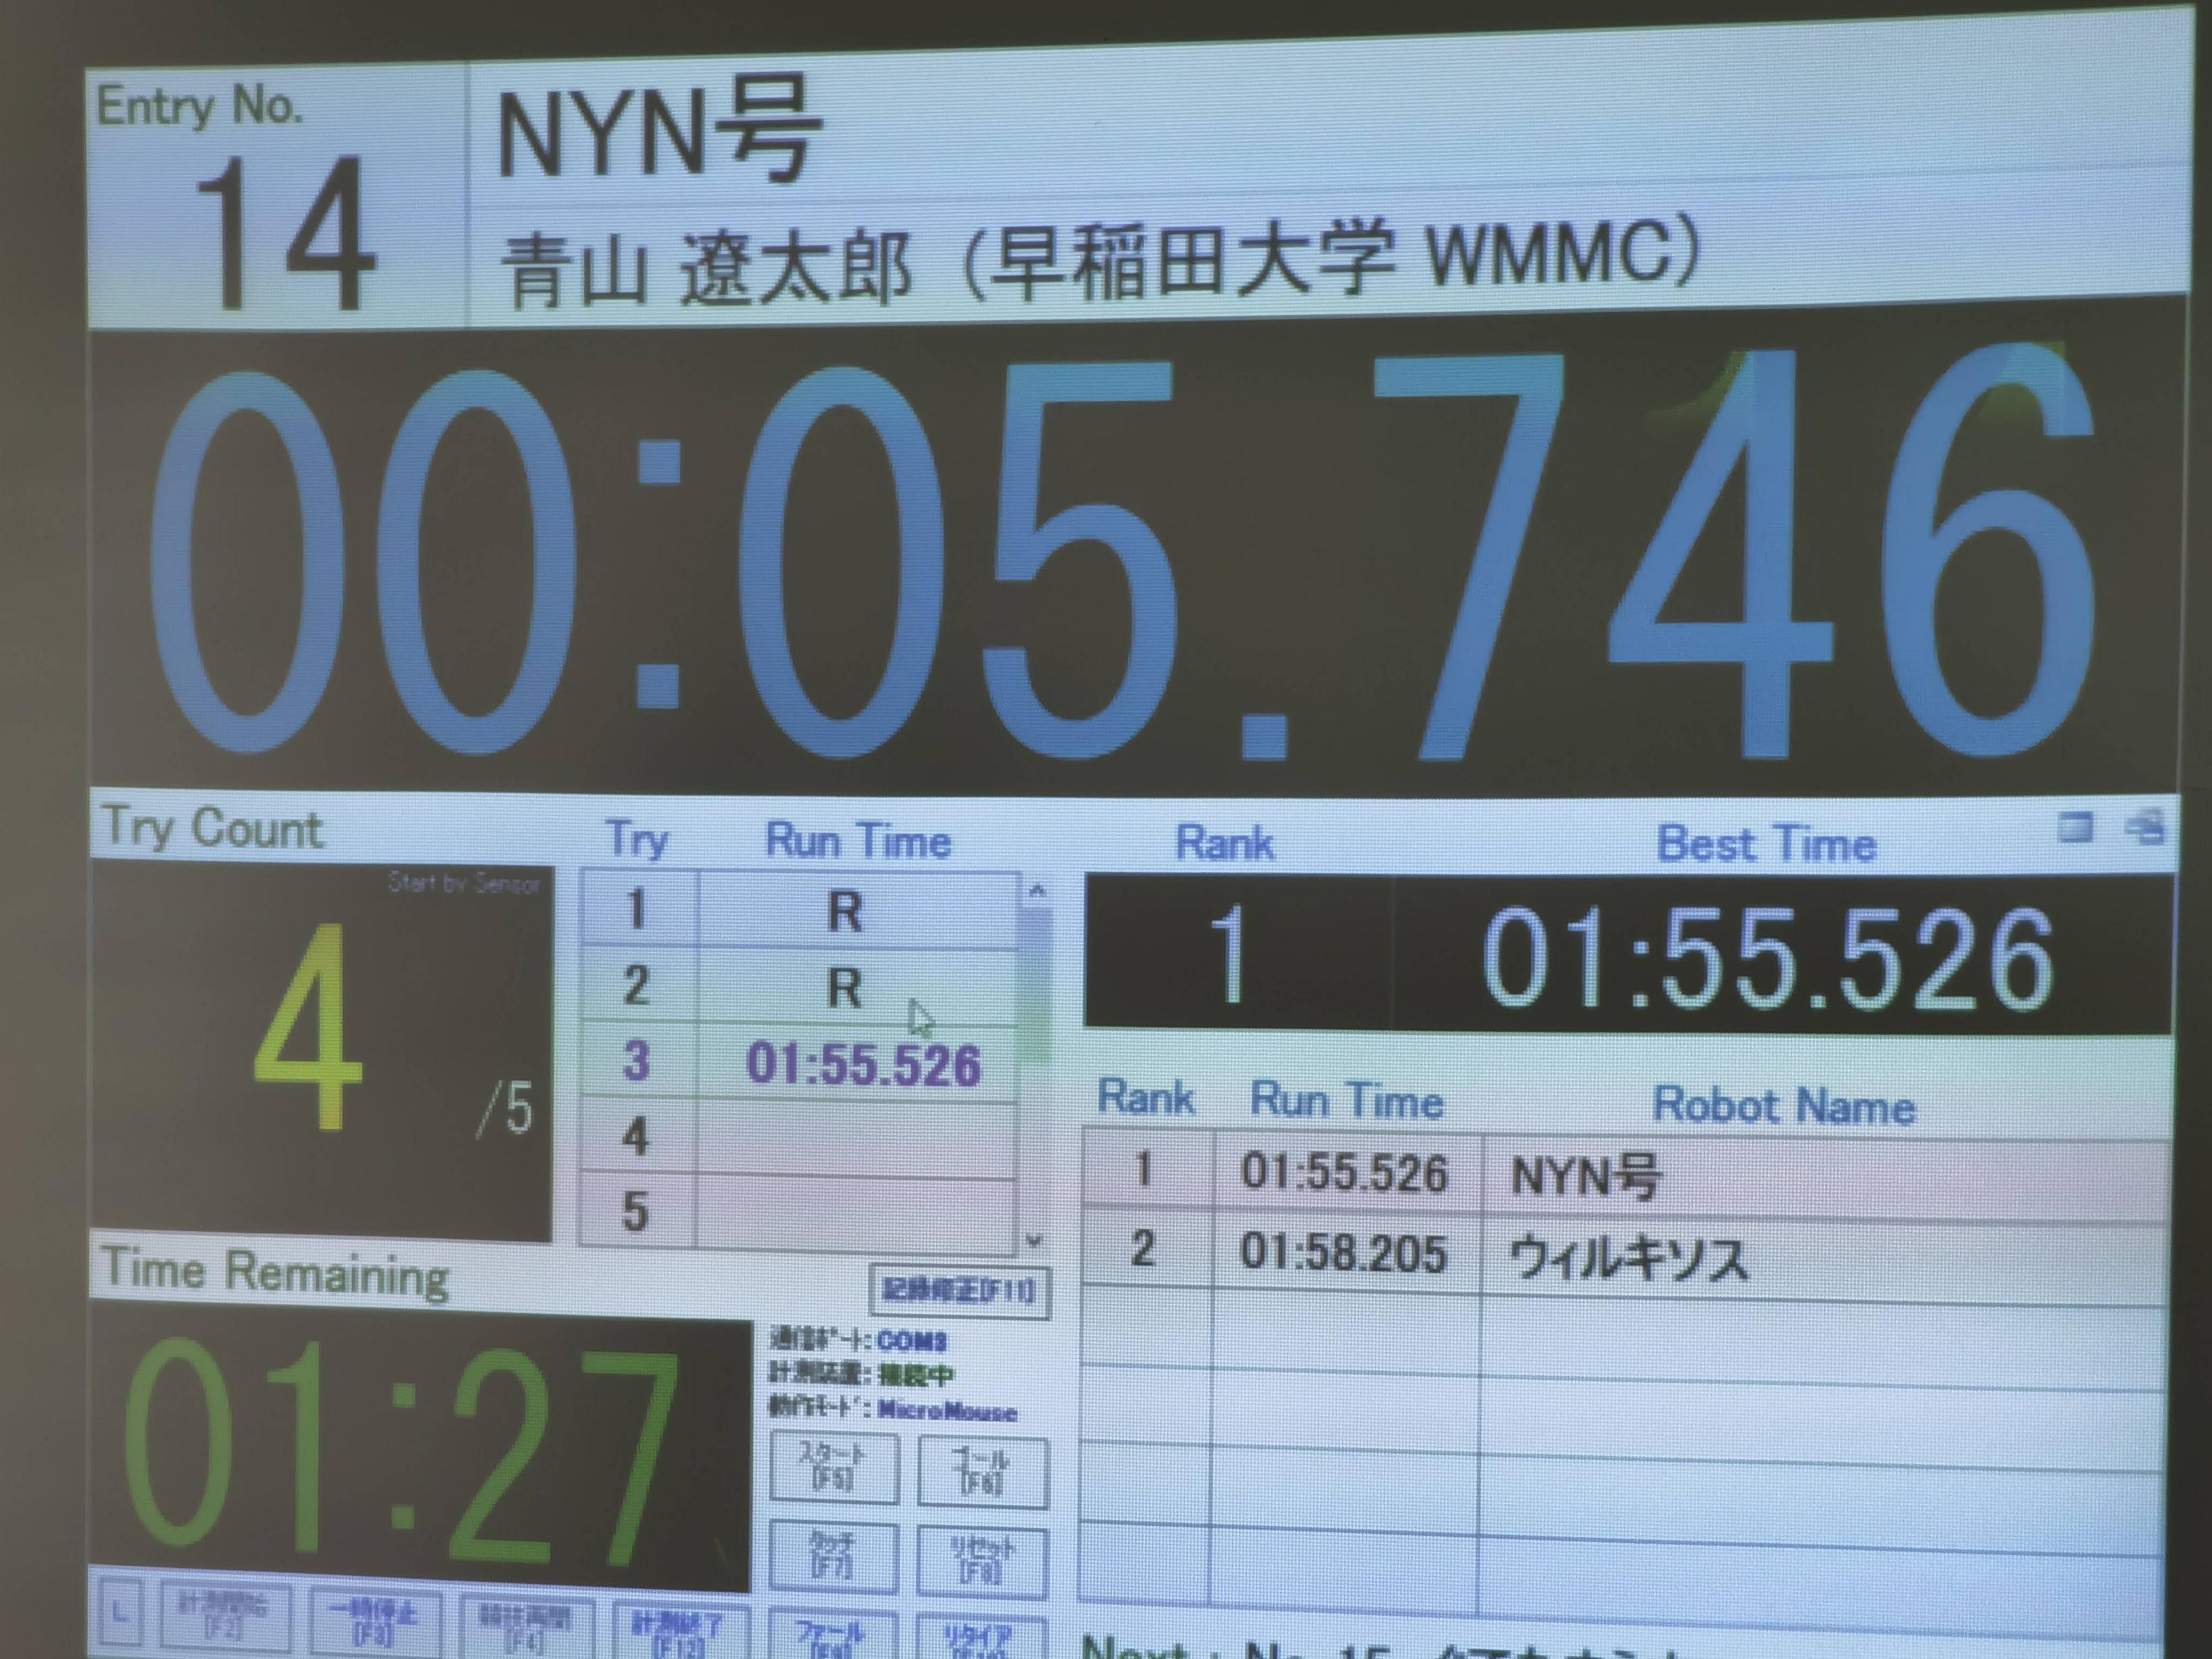 Entry No.
14
NYN号
青山 遼太郎（早稲田大学 WMMC）
00:05.746
Try Count
Start by Sensor
4
/5
Try Run Time
1 R
2 R
3 01:55.526
4
5
Rank Best Time
1 01:55.526
Rank Run Time Robot Name
1 01:55.526 NYN号
2 01:58.205 ウィルキソス
Time Remaining
01:27
記録修正[F11]
通信ﾎﾟｰﾄ: COM3
計測装置: 接続中
動作ﾓｰﾄﾞ: MicroMouse
スタート [F5]
ゴール [F6]
タッチ [F7]
リセット [F8]
L
計測開始 [F2]
一時停止 [F3]
競技再開 [F4]
計測終了 [F12]
ファール [F9]
リタイア
Next : No. 15